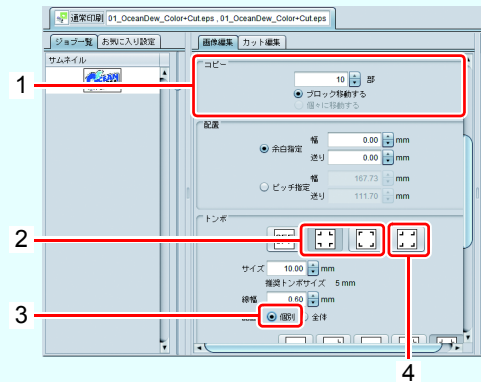 通常印刷 01_OceanDew_Color+Cut.eps , 01_OceanDew_Color+Cut.eps
ジョブ一覧 お気に入り設定
画像編集 カット編集
サムネイル
コピー
10 部
ブロック移動する
個々に移動する
1
配置
余白指定
幅 0.00 mm
送り 0.00 mm
ピッチ指定
幅 167.73 mm
送り 111.70 mm
トンボ
2
サイズ 10.00 mm
推奨トンボサイズ 5 mm
線幅 0.60 mm
3
個別 全体
4